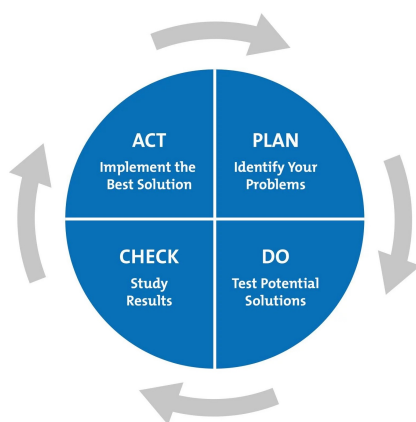 ACT
Implement the
Best Solution
PLAN
Identify Your
Problems
CHECK
Study
Results
DO
Test Potential
Solutions